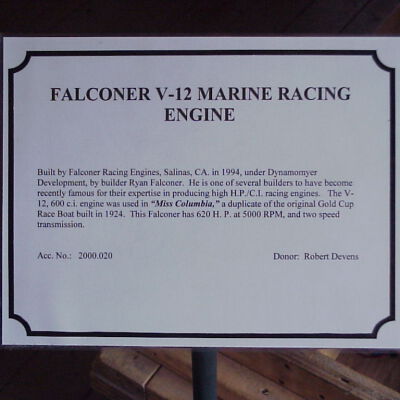 FALCONER V-12 MARINE RACING
ENGINE
Built by Falconer Racing Engines, Salinas, CA. in 1994, under Dynamomyer
Development, by builder Ryan Falconer. He is one of several builders to have become
recently famous for their expertise in producing high H.P./C.I. racing engines. The V-
12, 600 c.i. engine was used in "Miss Columbia," a duplicate of the original Gold Cup
Race Boat built in 1924. This Falconer has 620 H. P. at 5000 RPM, and two speed
transmission.
Acc. No.: 2000.020 Donor: Robert Devens